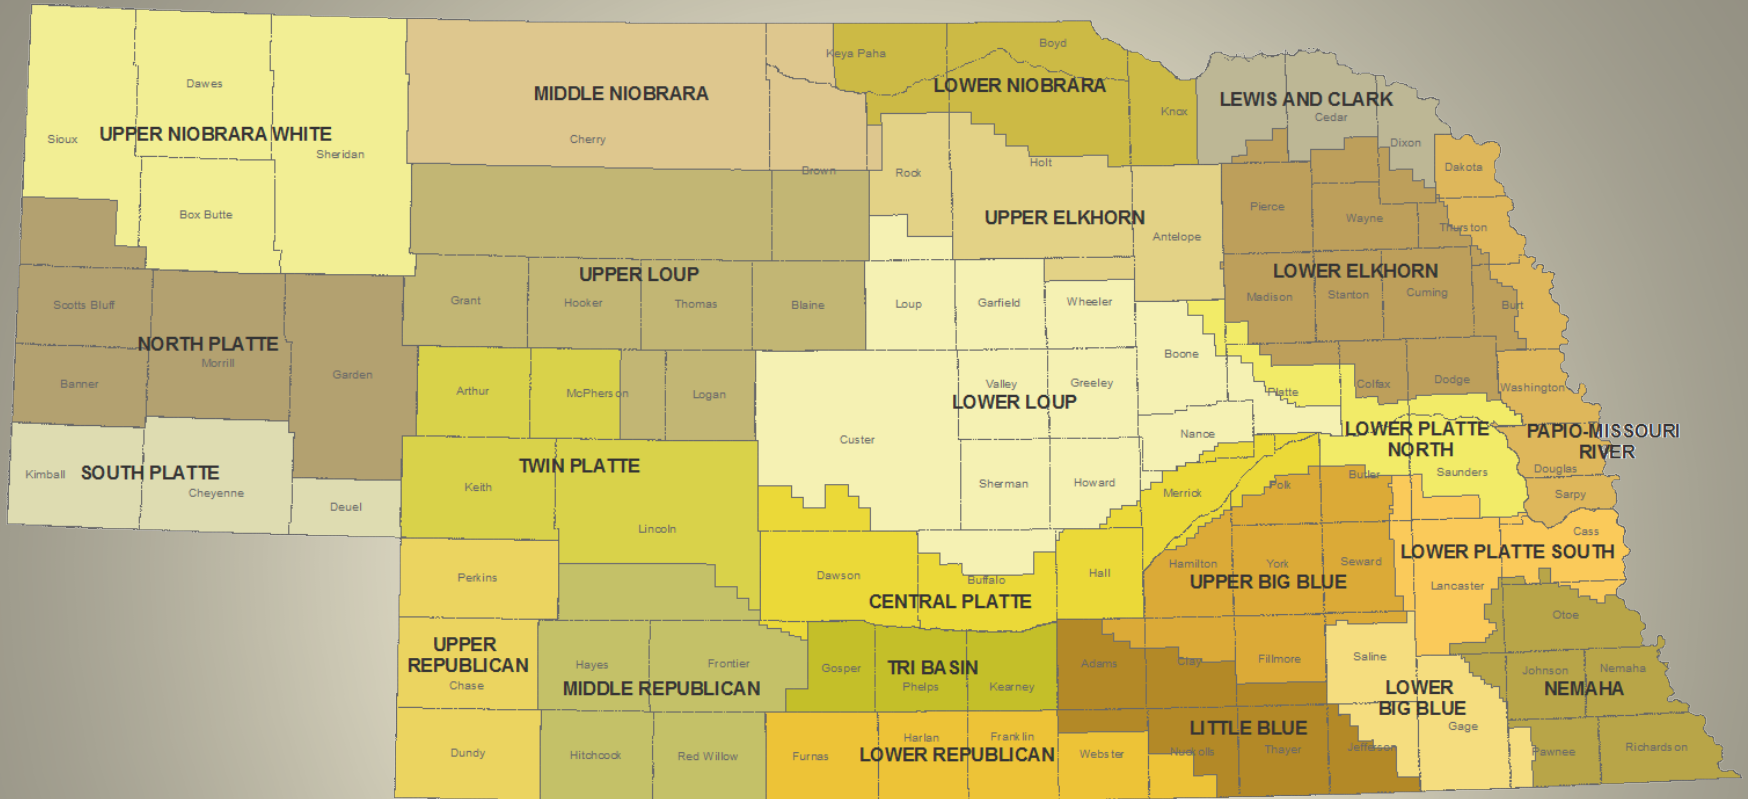 Boyd
Keya Paha
Dawes
LOWER NIOBRARA
MIDDLE NIOBRARA
LEWIS AND CLARK
Knox
Cedar
UPPER NIOBRARA WHITE
Sioux
Cherry
Dixon
Sheridan
Holt
Dakota
Brown
Rock
Box Butte
Pierce
UPPER ELKHORN
Wayne
Thurston
Antelope
UPPER LOUP
LOWER ELKHORN
Grant
Hooker
Thomas
Blaine
Loup
Garfield
Wheeler
Madison
Stanton
Cuming
Burt
Scotts Bluff
NORTH PLATTE
Morrill
Boone
Garden
Banner
Arthur
McPherson
Logan
Valley
Greeley
Platte
Colfax
Dodge
Washington
LOWER LOUP
Custer
Nance
LOWER PLATTE
NORTH
PAPIO-MISSOURI
RIVER
TWIN PLATTE
SOUTH PLATTE
Kimball
Cheyenne
Keith
Sherman
Howard
Merrick
Polk
Butler
Saunders
Douglas
Sarpy
Deuel
Lincoln
Cass
LOWER PLATTE SOUTH
Perkins
Dawson
Buffalo
Hall
Hamilton
York
Seward
UPPER BIG BLUE
Lancaster
CENTRAL PLATTE
Otoe
UPPER
REPUBLICAN
Chase
Hayes
Frontier
MIDDLE REPUBLICAN
Gosper
TRI BASIN
Phelps
Kearney
Adams
Clay
Fillmore
Saline
Johnson
Nemaha
NEMAHA
LOWER
BIG BLUE
Gage
LITTLE BLUE
Dundy
Hitchcock
Red Willow
Furnas
Harlan
Franklin
LOWER REPUBLICAN
Webster
Nuckolls
Thayer
Jefferson
Pawnee
Richardson